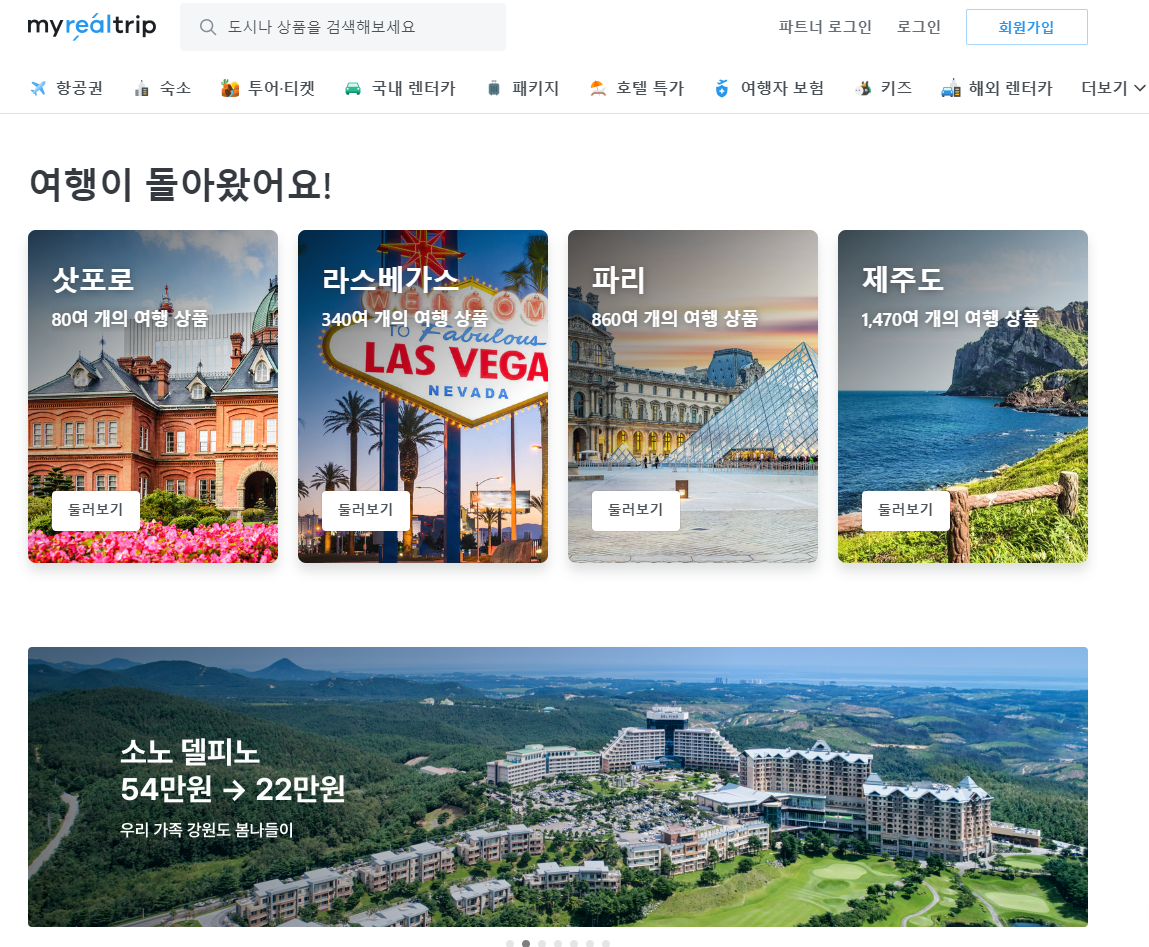 myrealtrip
도시나 상품을 검색해보세요
파트너 로그인
로그인
회원가입
항공권
숙소
투어·티켓
국내 렌터카
패키지
호텔 특가
여행자 보험
키즈
해외 렌터카
더보기
여행이 돌아왔어요!
삿포로
80여 개의 여행 상품
둘러보기
라스베가스
340여 개의 여행 상품
WELCOM
TO Fabulous
LAS VEGA
NEVADA
둘러보기
파리
860여 개의 여행 상품
둘러보기
제주도
1,470여 개의 여행 상품
둘러보기
소노 델피노
54만원 → 22만원
우리 가족 강원도 봄나들이